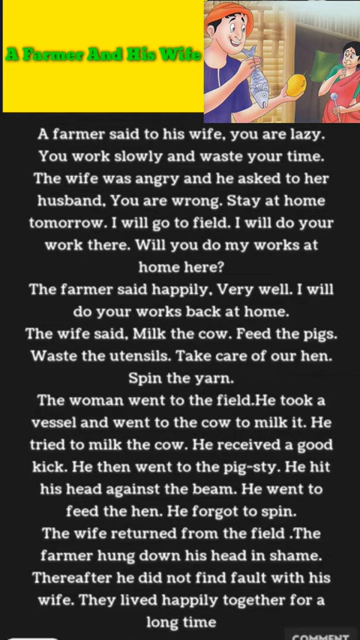 A Farmer And His Wife
A farmer said to his wife, you are lazy.
You work slowly and waste your time.
The wife was angry and he asked to her
husband, You are wrong. Stay at home
tomorrow. I will go to field. I will do your
work there. Will you do my works at
home here?
The farmer said happily, Very well. I will
do your works back at home.
The wife said, Milk the cow. Feed the pigs.
Waste the utensils. Take care of our hen.
Spin the yarn.
The woman went to the field.He took a
vessel and went to the cow to milk it. He
tried to milk the cow. He received a good
kick. He then went to the pig-sty. He hit
his head against the beam. He went to
feed the hen. He forgot to spin.
The wife returned from the field .The
farmer hung down his head in shame.
Thereafter he did not find fault with his
wife. They lived happily together for a
long time
COMMENT